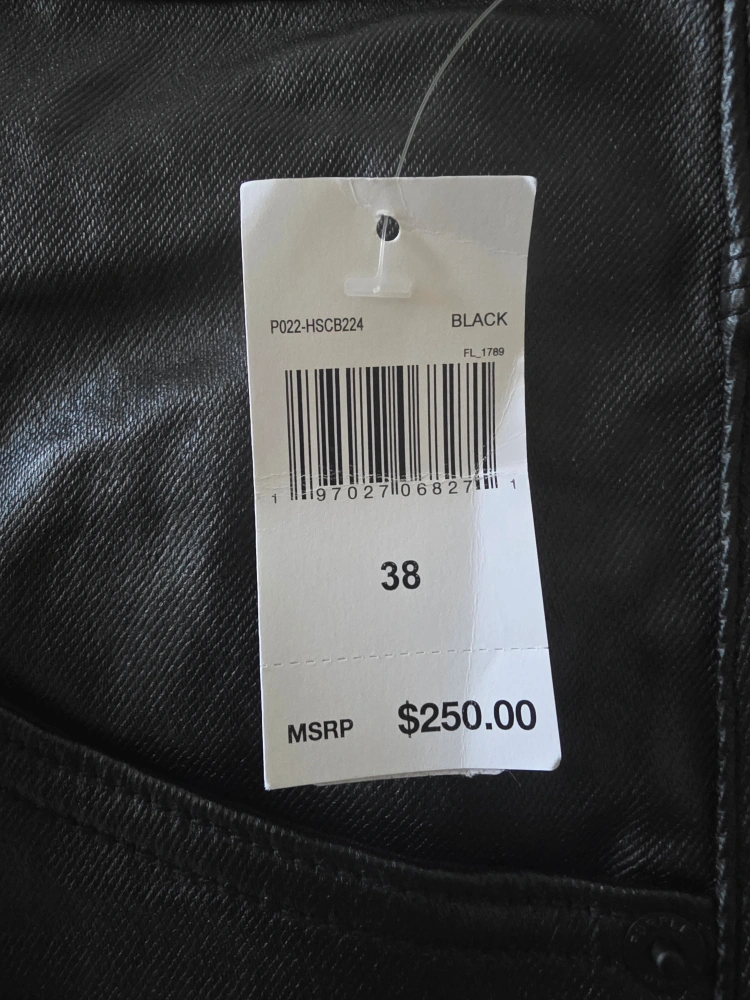 P022-HSCB224 BLACK
FL_1789
1 97027 06827 1
38
MSRP $250.00